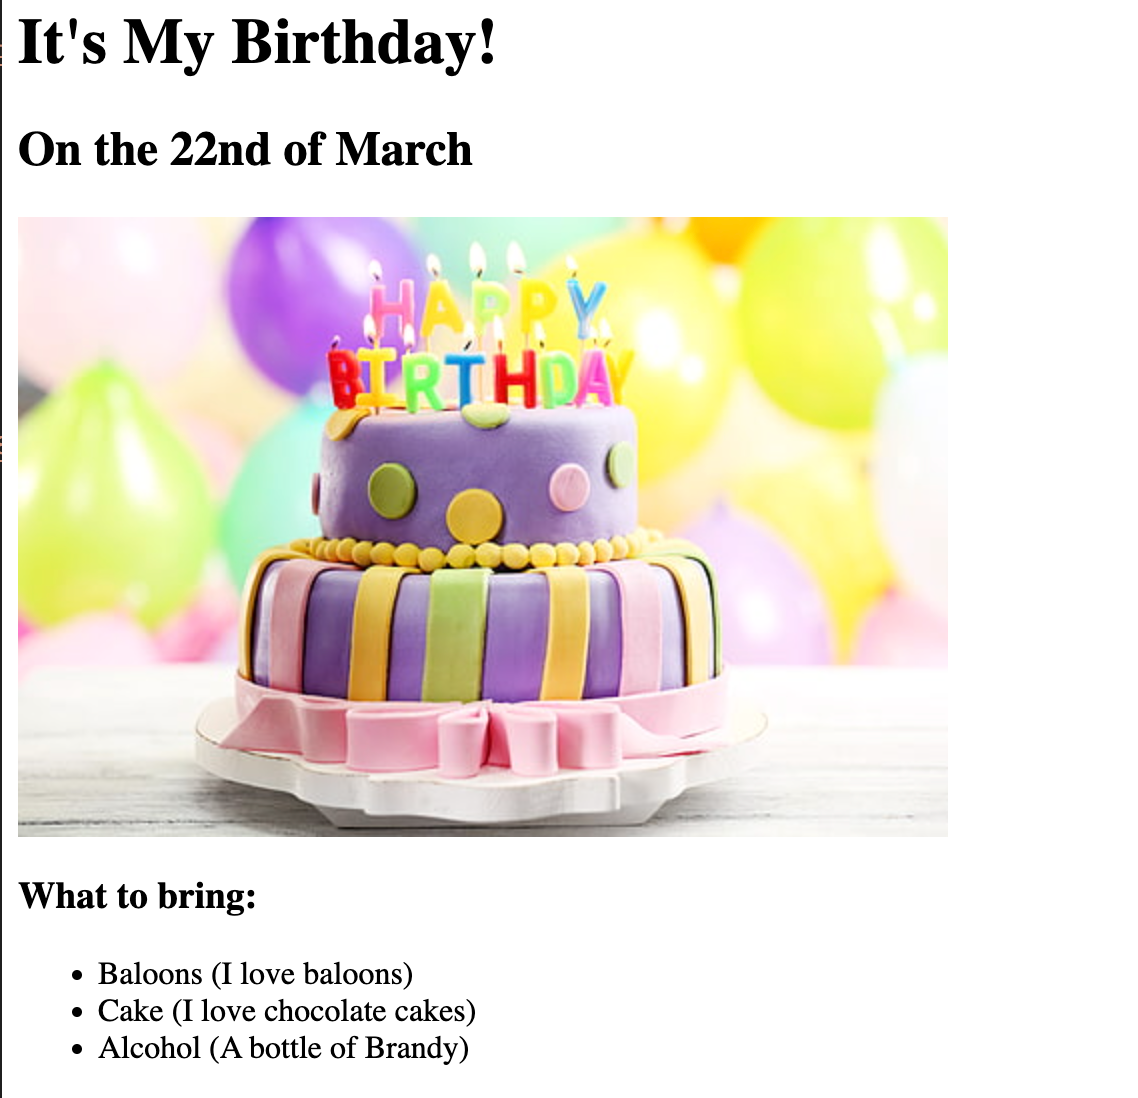 It's My Birthday!
On the 22nd of March
HAPPY
BIRTHDAY
What to bring:
Baloons (I love baloons)
Cake (I love chocolate cakes)
Alcohol (A bottle of Brandy)